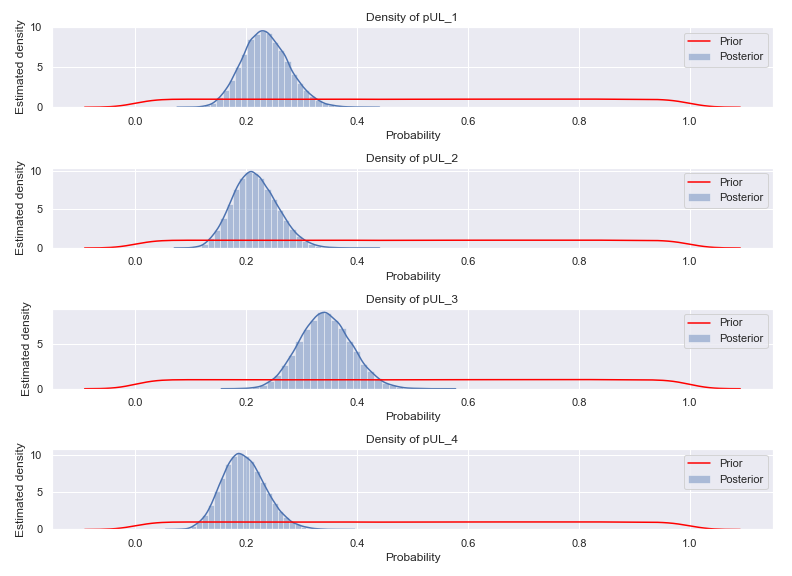 Density of pUL_1
Estimated density
10
5
0
Prior
Posterior
0.0 0.2 0.4 0.6 0.8 1.0
Probability
Density of pUL_2
Estimated density
10
5
0
Prior
Posterior
0.0 0.2 0.4 0.6 0.8 1.0
Probability
Density of pUL_3
Estimated density
5
0
Prior
Posterior
0.0 0.2 0.4 0.6 0.8 1.0
Probability
Density of pUL_4
Estimated density
10
5
0
Prior
Posterior
0.0 0.2 0.4 0.6 0.8 1.0
Probability